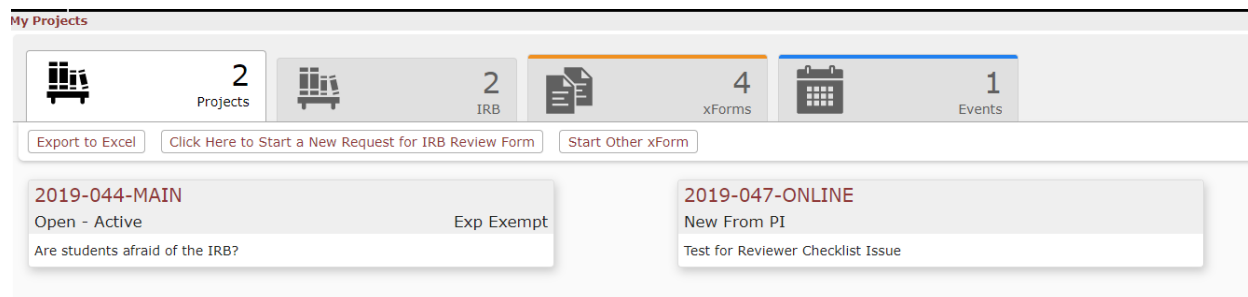 My Projects
2
Projects
2
IRB
4
xForms
1
Events
Export to Excel
Click Here to Start a New Request for IRB Review Form
Start Other xForm
2019-044-MAIN
Open - Active
Exp Exempt
Are students afraid of the IRB?
2019-047-ONLINE
New From PI
Test for Reviewer Checklist Issue